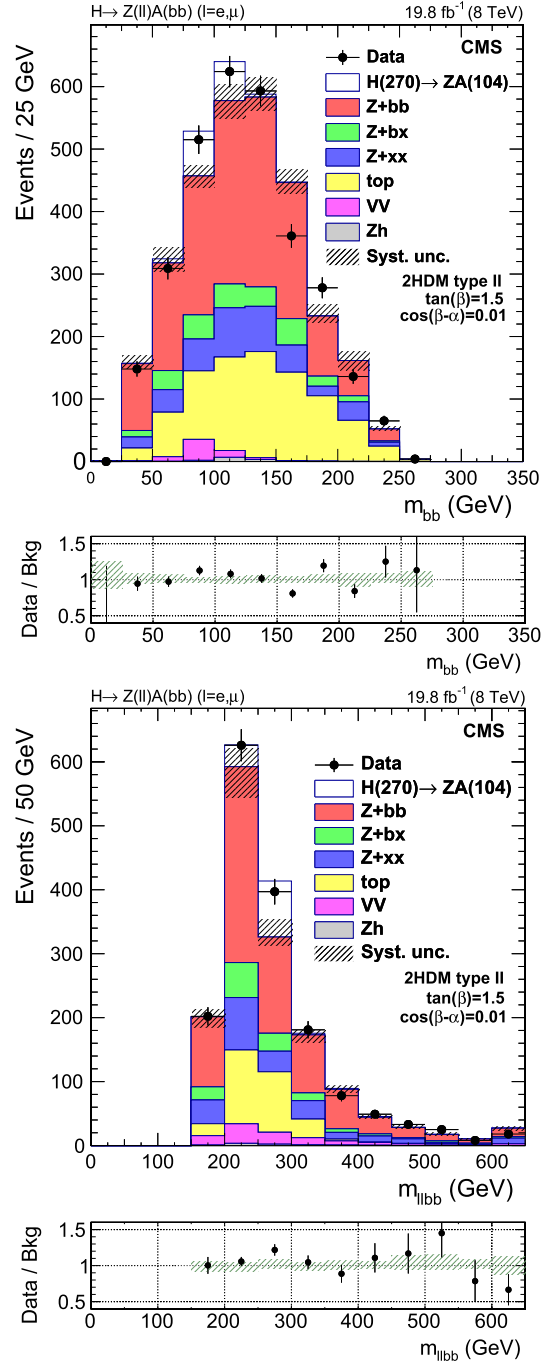 H→ Z(ll)A(bb) (l=e,μ) 19.8 fb⁻¹ (8 TeV)
CMS
Data
H(270)→ ZA(104)
Z+bb
Z+bx
Z+xx
top
VV
Zh
Syst. unc.
2HDM type II
tan(β)=1.5
cos(β-α)=0.01
Events / 25 GeV
600
500
400
300
200
100
0
0 50 100 150 200 250 300 350
m_bb (GeV)
Data / Bkg
1.5
1
0.5
0 50 100 150 200 250 300 350
m_bb (GeV)
H→ Z(ll)A(bb) (l=e,μ) 19.8 fb⁻¹ (8 TeV)
CMS
Data
H(270)→ ZA(104)
Z+bb
Z+bx
Z+xx
top
VV
Zh
Syst. unc.
2HDM type II
tan(β)=1.5
cos(β-α)=0.01
Events / 50 GeV
600
500
400
300
200
100
0
0 100 200 300 400 500 600
m_llbb (GeV)
Data / Bkg
1.5
1
0.5
0 100 200 300 400 500 600
m_llbb (GeV)